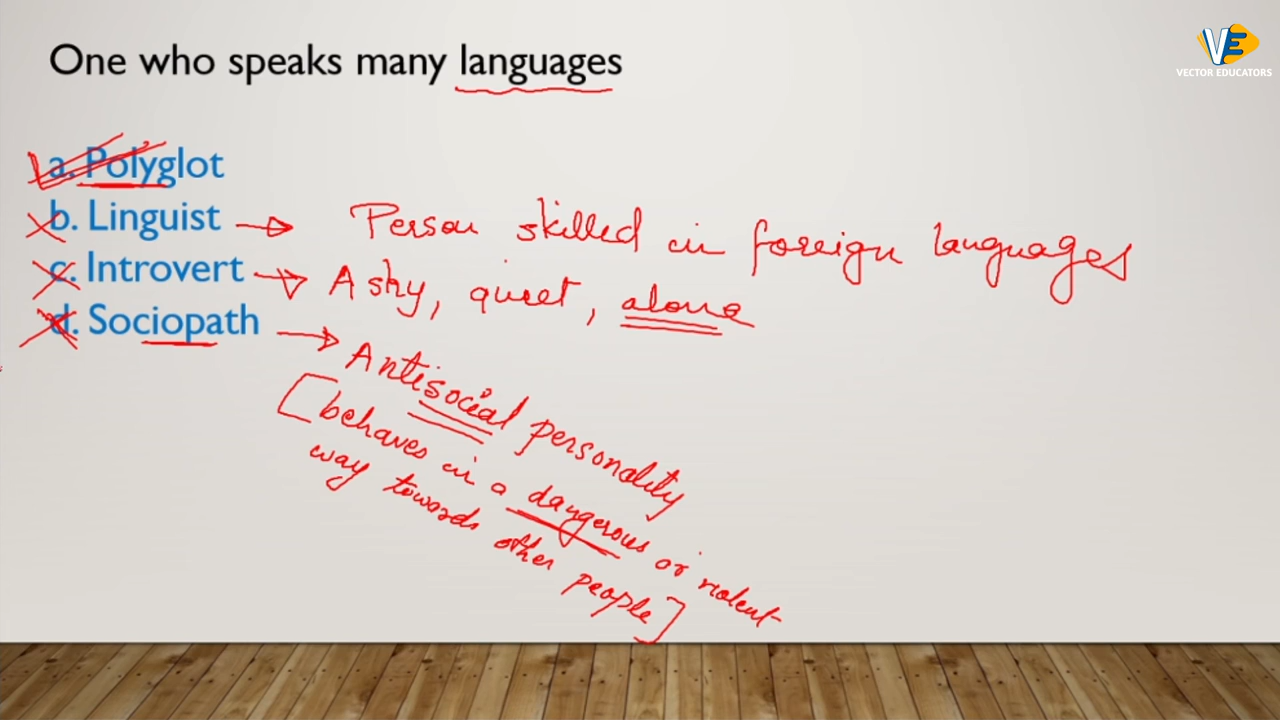 One who speaks many languages
VE
VECTOR EDUCATORS
a. Polyglot
b. Linguist → Person skilled in foreign languages
c. Introvert → A shy, quiet, alone
d. Sociopath → Antisocial personality
[behaves in a dangerous or violent
way towards other people]